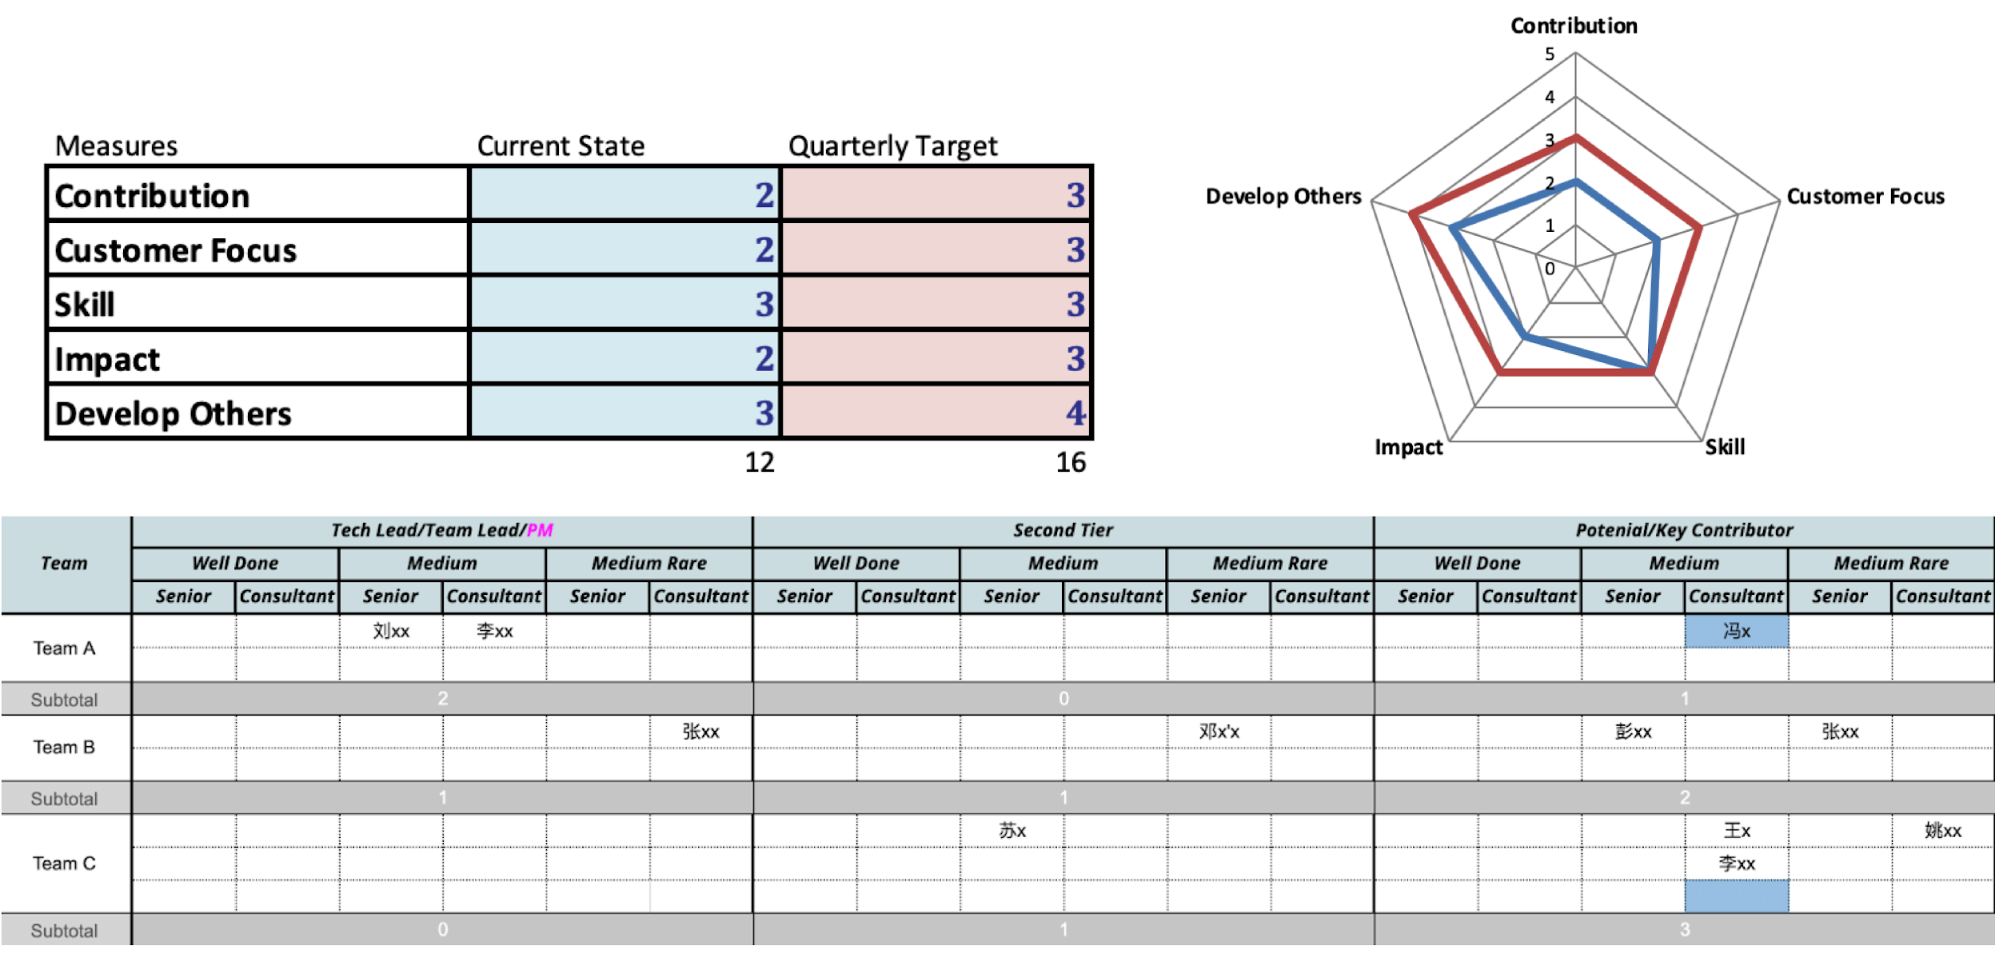 Measures Current State Quarterly Target
Contribution 2 3
Customer Focus 2 3
Skill 3 3
Impact 2 3
Develop Others 3 4
12 16
Contribution
5
4
3
2
1
0
Develop Others
Customer Focus
Impact
Skill
Team Tech Lead/Team Lead/PM Second Tier Potenial/Key Contributor
Well Done Medium Medium Rare Well Done Medium Medium Rare Well Done Medium Medium Rare
Senior Consultant Senior Consultant Senior Consultant Senior Consultant Senior Consultant Senior Consultant Senior Consultant Senior Consultant Senior Consultant
Team A 刘xx 李xx 冯x
Subtotal 2 0 1
Team B 张xx 邓x'x 彭xx 张xx
Subtotal 1 1 2
Team C 苏x 王x 姚xx
李xx
Subtotal 0 1 3